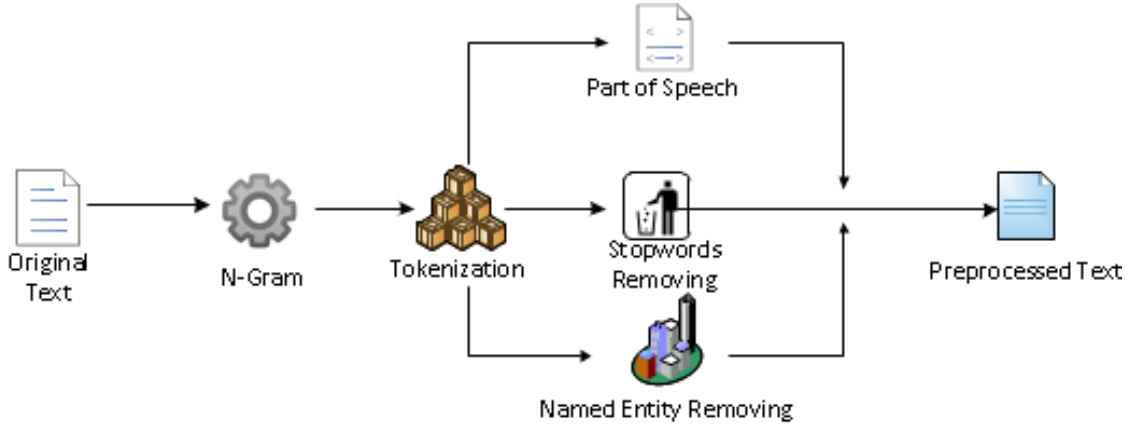 Part of Speech
Original
Text
N-Gram
Tokenization
Stopwords
Removing
Preprocessed Text
Named Entity Removing